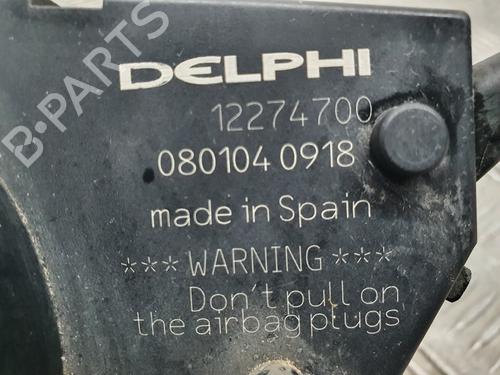 B-PARTS
DELPHI
12274700
080104 0918
made in Spain
*** WARNING ***
Don't pull on
the airbag plugs